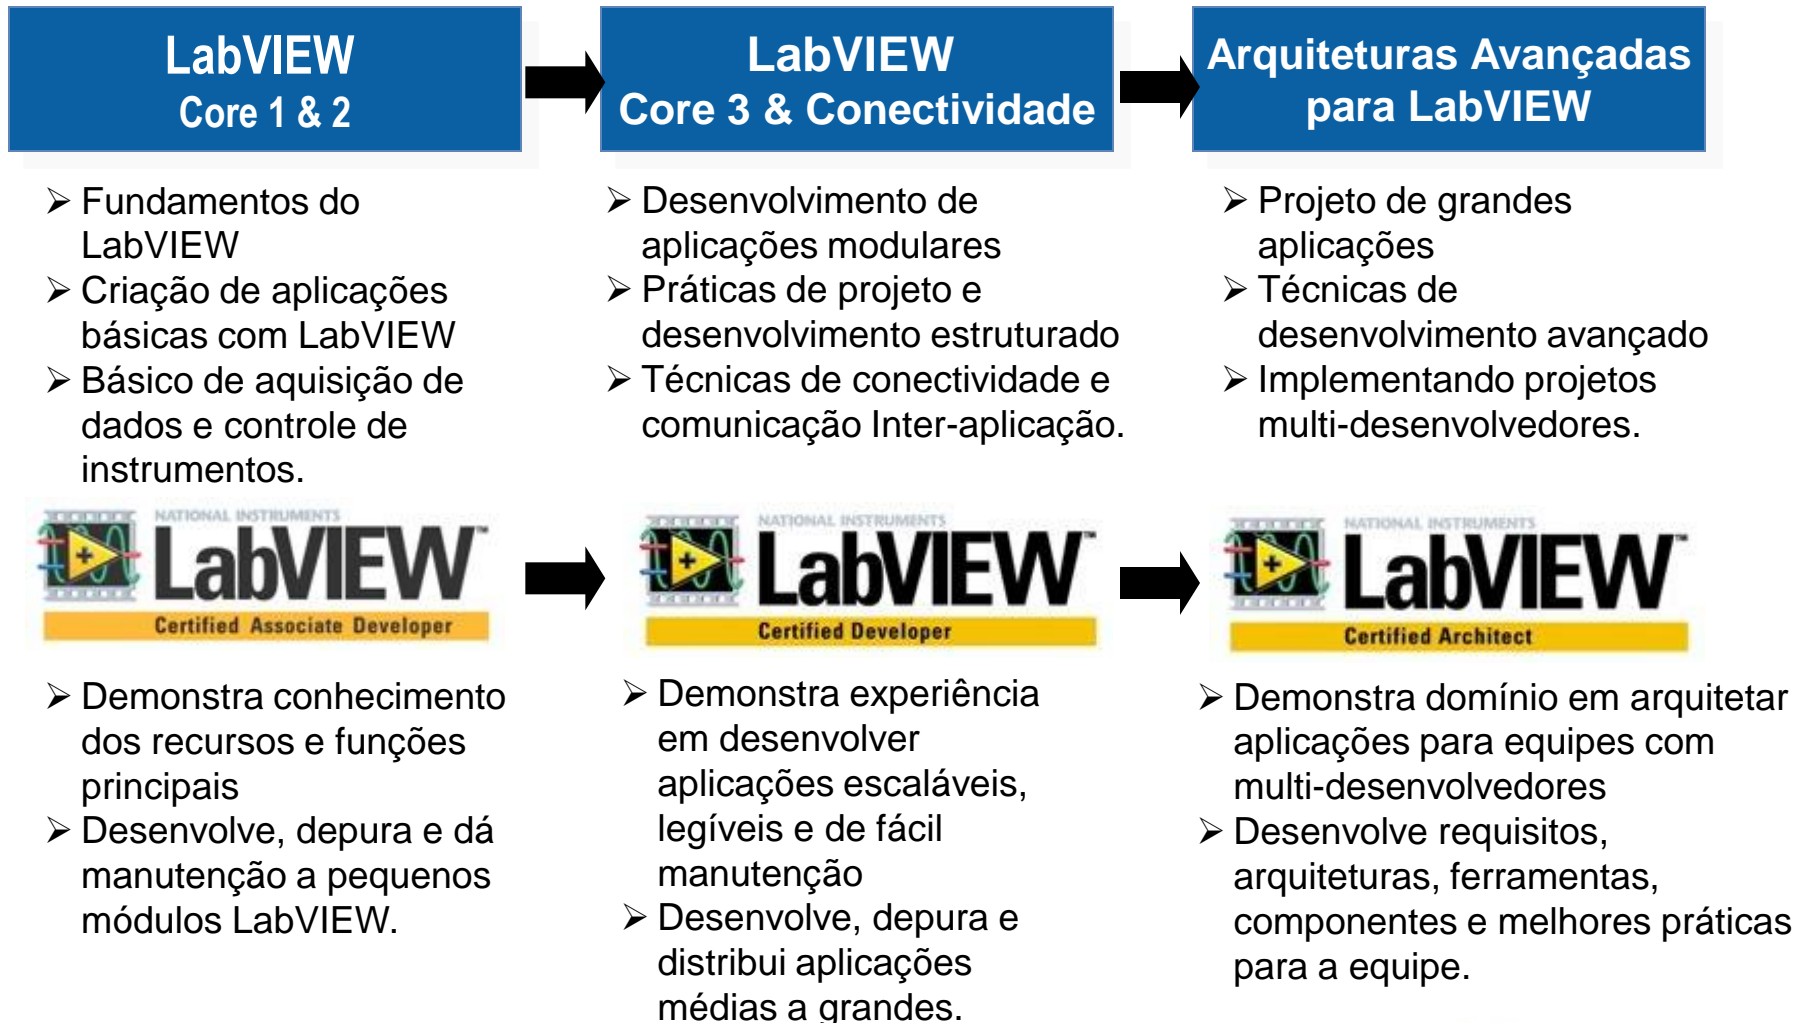 LabVIEW
Core 1 & 2
LabVIEW
Core 3 & Conectividade
Arquiteturas Avançadas
para LabVIEW
➢ Fundamentos do
LabVIEW
➢ Criação de aplicações
básicas com LabVIEW
➢ Básico de aquisição de
dados e controle de
instrumentos.
➢ Desenvolvimento de
aplicações modulares
➢ Práticas de projeto e
desenvolvimento estruturado
➢ Técnicas de conectividade e
comunicação Inter-aplicação.
➢ Projeto de grandes
aplicações
➢ Técnicas de
desenvolvimento avançado
➢ Implementando projetos
multi-desenvolvedores.
NATIONAL INSTRUMENTS
LabVIEW™
Certified Associate Developer
NATIONAL INSTRUMENTS
LabVIEW™
Certified Developer
NATIONAL INSTRUMENTS
LabVIEW™
Certified Architect
➢ Demonstra conhecimento
dos recursos e funções
principais
➢ Desenvolve, depura e dá
manutenção a pequenos
módulos LabVIEW.
➢ Demonstra experiência
em desenvolver
aplicações escaláveis,
legíveis e de fácil
manutenção
➢ Desenvolve, depura e
distribui aplicações
médias a grandes.
➢ Demonstra domínio em arquitetar
aplicações para equipes com
multi-desenvolvedores
➢ Desenvolve requisitos,
arquiteturas, ferramentas,
componentes e melhores práticas
para a equipe.